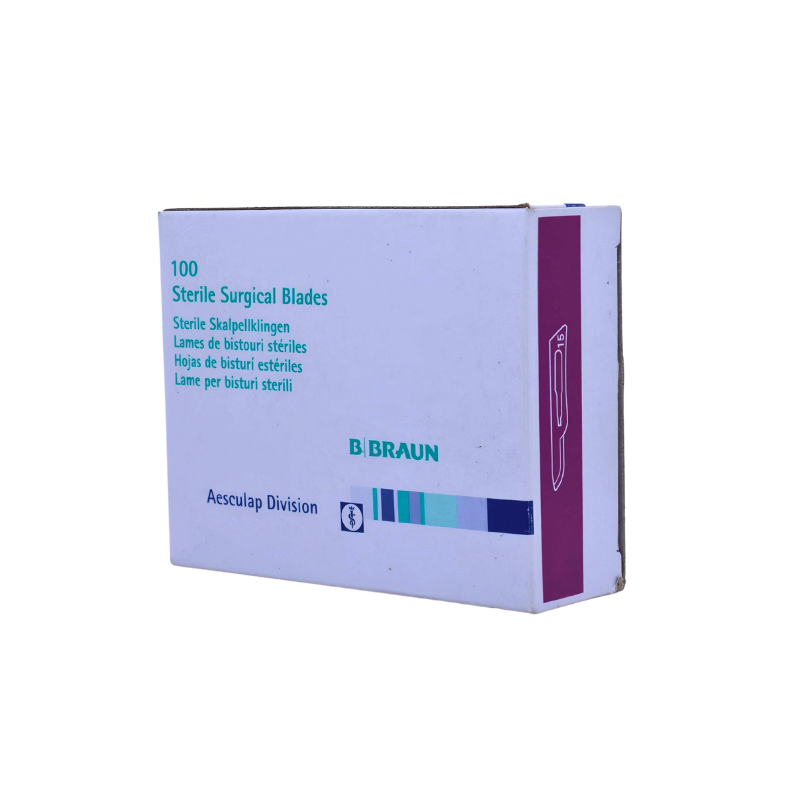 100
Sterile Surgical Blades
Sterile Skalpellklingen
Lames de bistouri stériles
Hojas de bisturí estériles
Lame per bisturi sterili
B|BRAUN
Aesculap Division
15